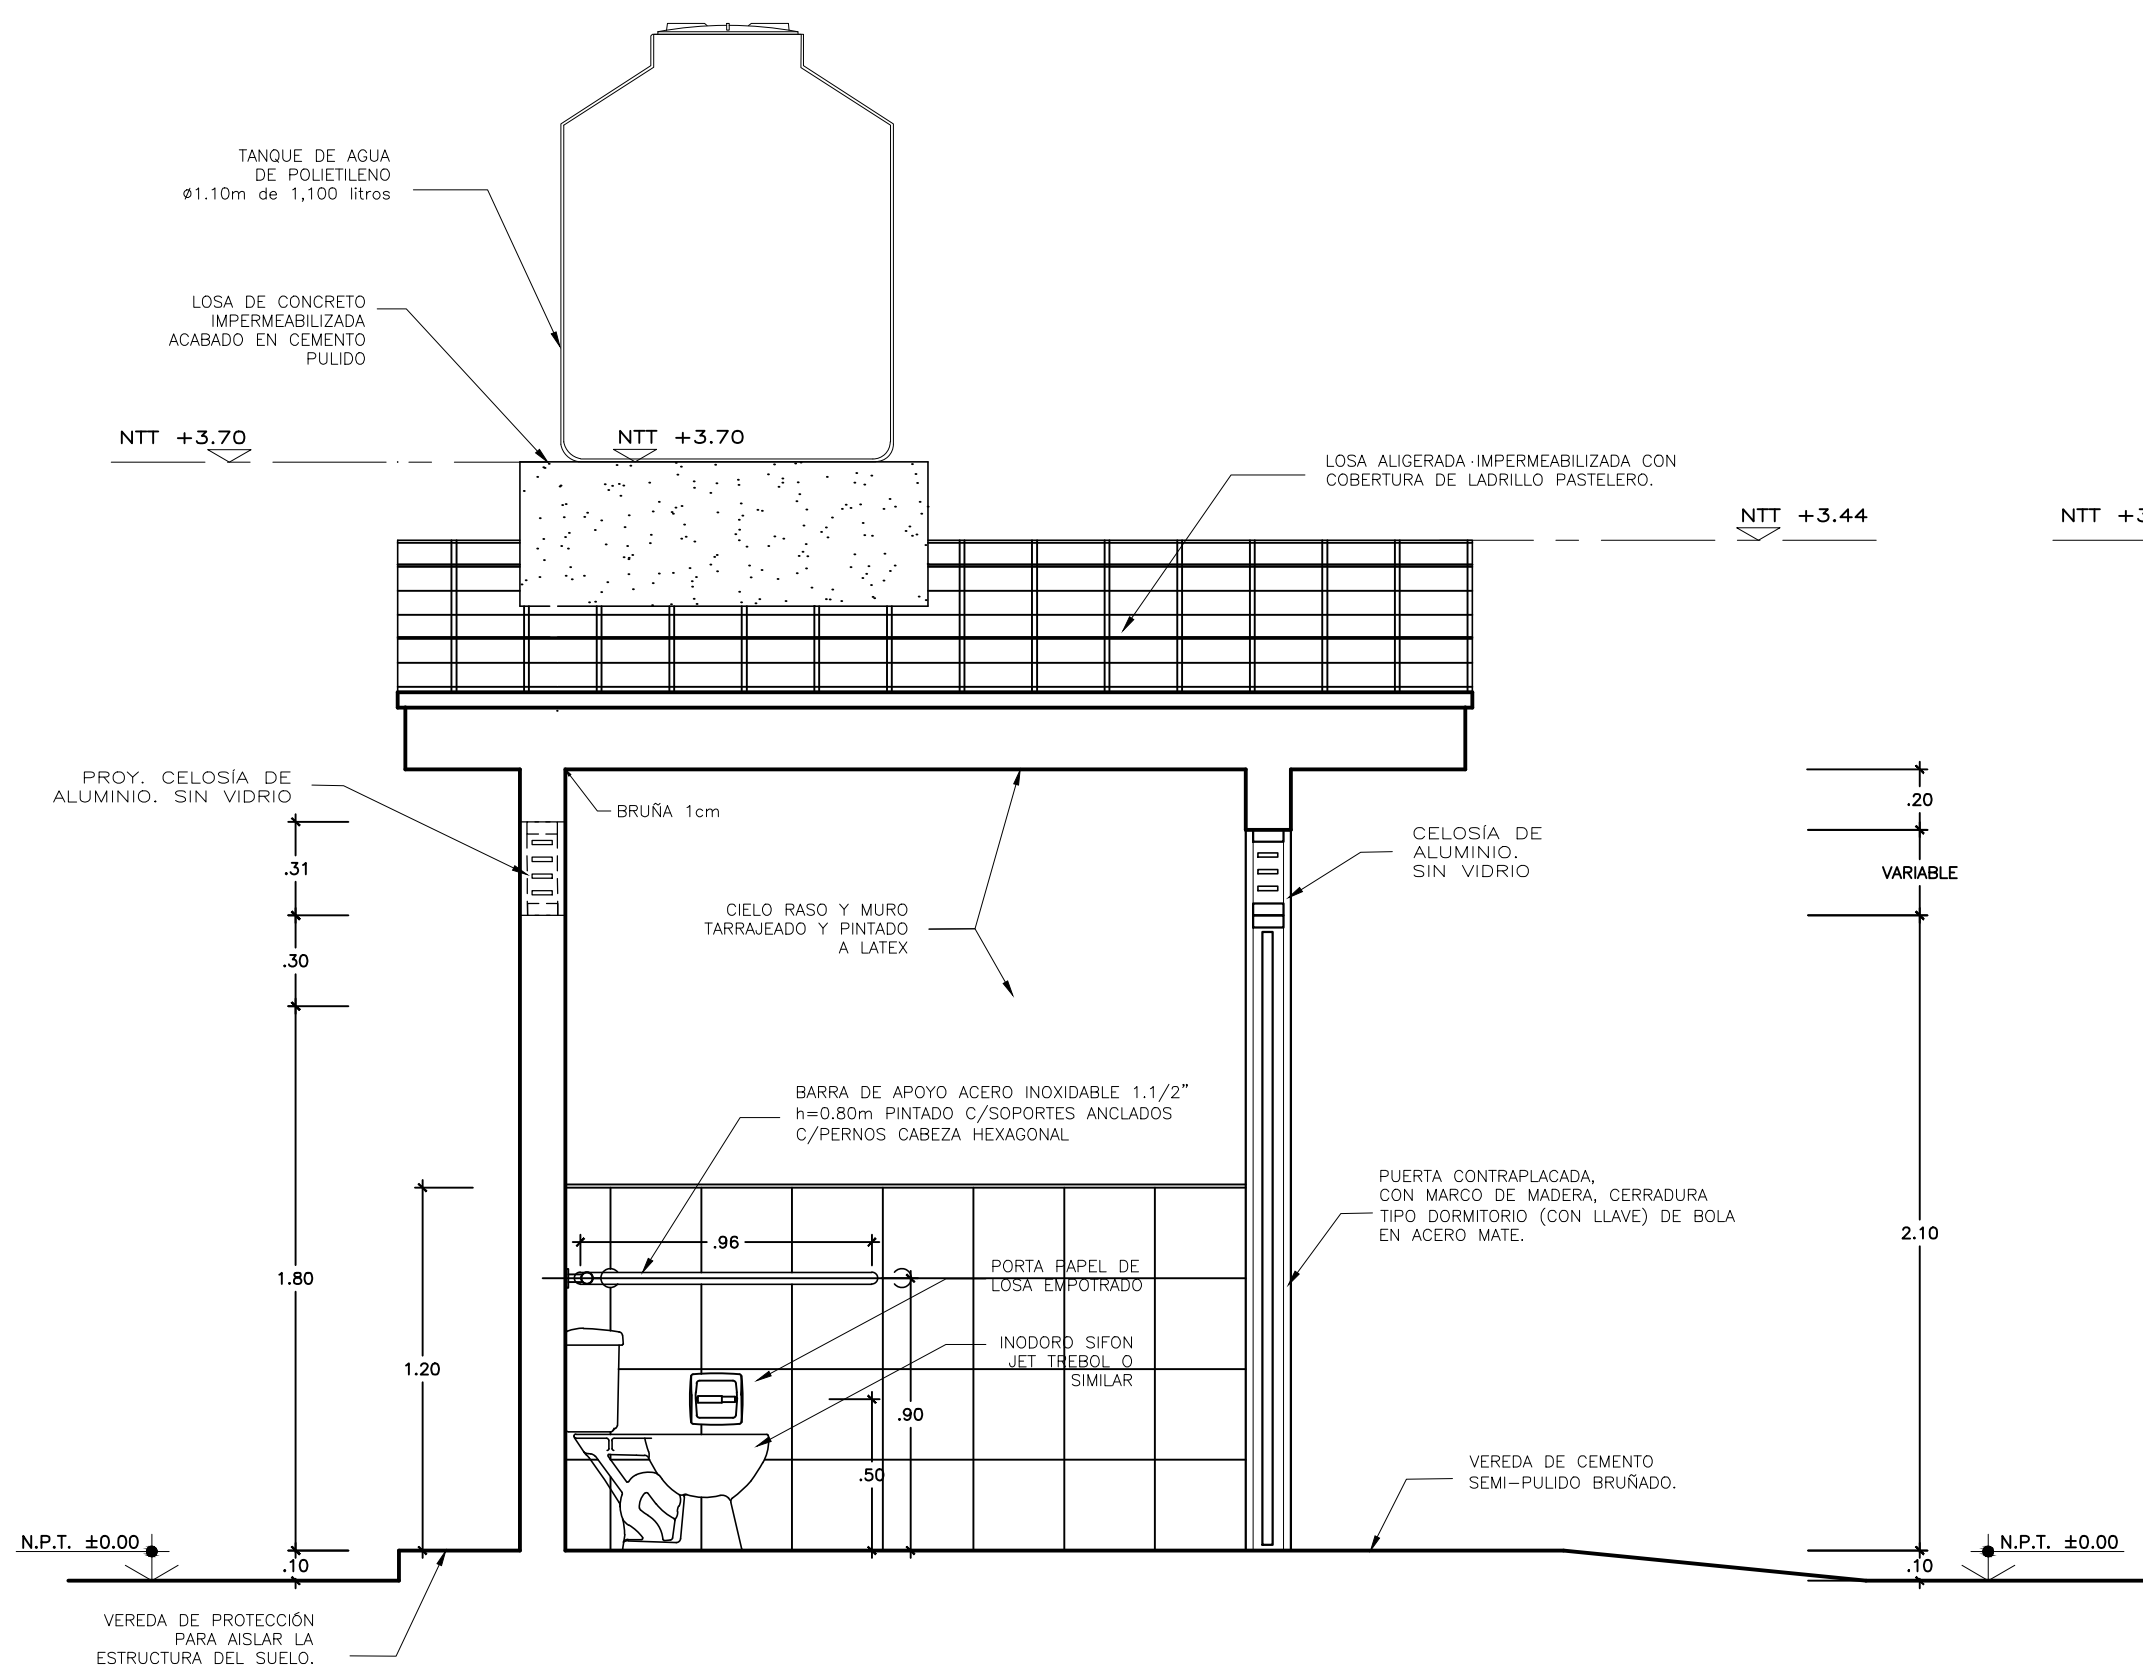 TANQUE DE AGUA
DE POLIETILENO
ø1.10m de 1,100 litros
LOSA DE CONCRETO
IMPERMEABILIZADA
ACABADO EN CEMENTO
PULIDO
NTT +3.70
NTT +3.70
LOSA ALIGERADA IMPERMEABILIZADA CON
COBERTURA DE LADRILLO PASTELERO.
NTT +3.44
NTT +3
PROY. CELOSÍA DE
ALUMINIO. SIN VIDRIO
BRUÑA 1cm
.20
CELOSÍA DE
ALUMINIO.
SIN VIDRIO
.31
VARIABLE
CIELO RASO Y MURO
TARRAJEADO Y PINTADO
A LATEX
.30
BARRA DE APOYO ACERO INOXIDABLE 1.1/2"
h=0.80m PINTADO C/SOPORTES ANCLADOS
C/PERNOS CABEZA HEXAGONAL
PUERTA CONTRAPLACADA,
CON MARCO DE MADERA, CERRADURA
TIPO DORMITORIO (CON LLAVE) DE BOLA
EN ACERO MATE.
2.10
.96
PORTA PAPEL DE
LOSA EMPOTRADO
1.80
INODORO SIFON
JET TREBOL O
SIMILAR
1.20
.90
.50
VEREDA DE CEMENTO
SEMI-PULIDO BRUÑADO.
N.P.T. ±0.00
N.P.T. ±0.00
.10
.10
VEREDA DE PROTECCIÓN
PARA AISLAR LA
ESTRUCTURA DEL SUELO.